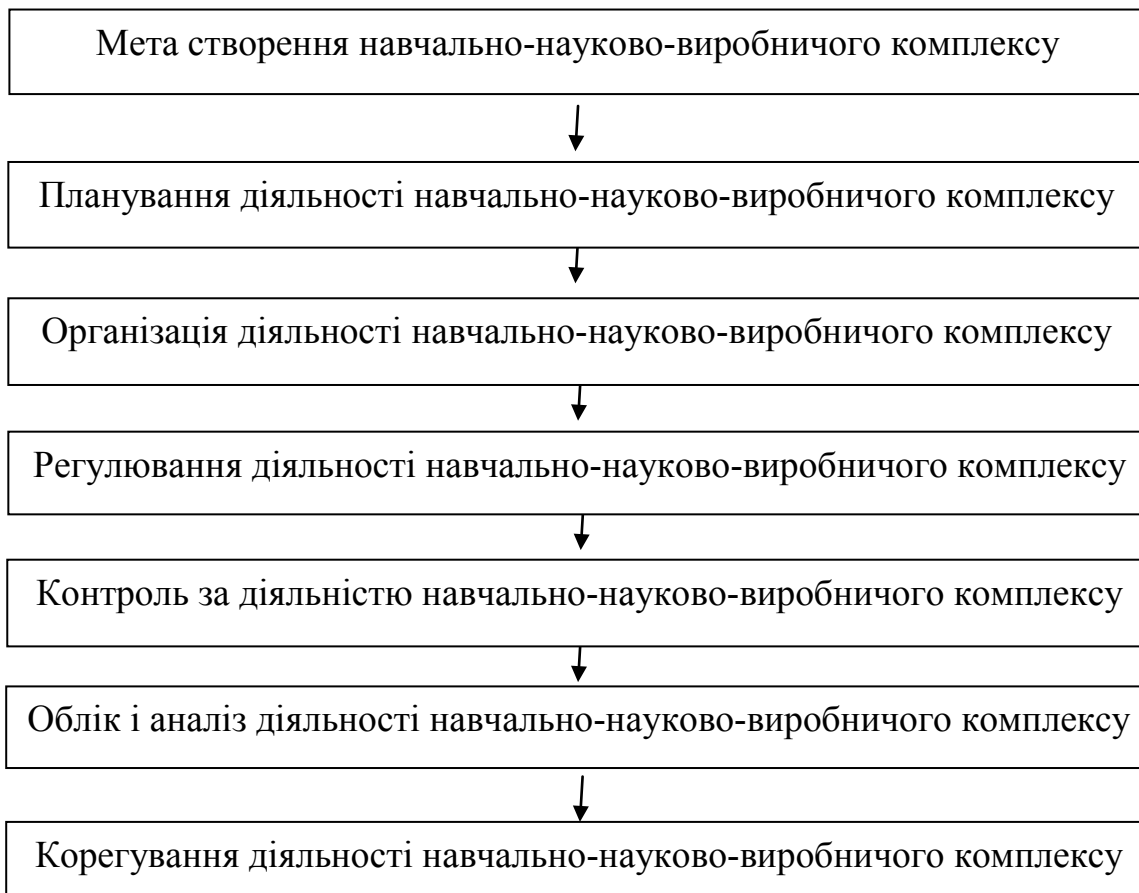 Мета створення навчально-науково-виробничого комплексу
Планування діяльності навчально-науково-виробничого комплексу
Організація діяльності навчально-науково-виробничого комплексу
Регулювання діяльності навчально-науково-виробничого комплексу
Контроль за діяльністю навчально-науково-виробничого комплексу
Облік і аналіз діяльності навчально-науково-виробничого комплексу
Корегування діяльності навчально-науково-виробничого комплексу